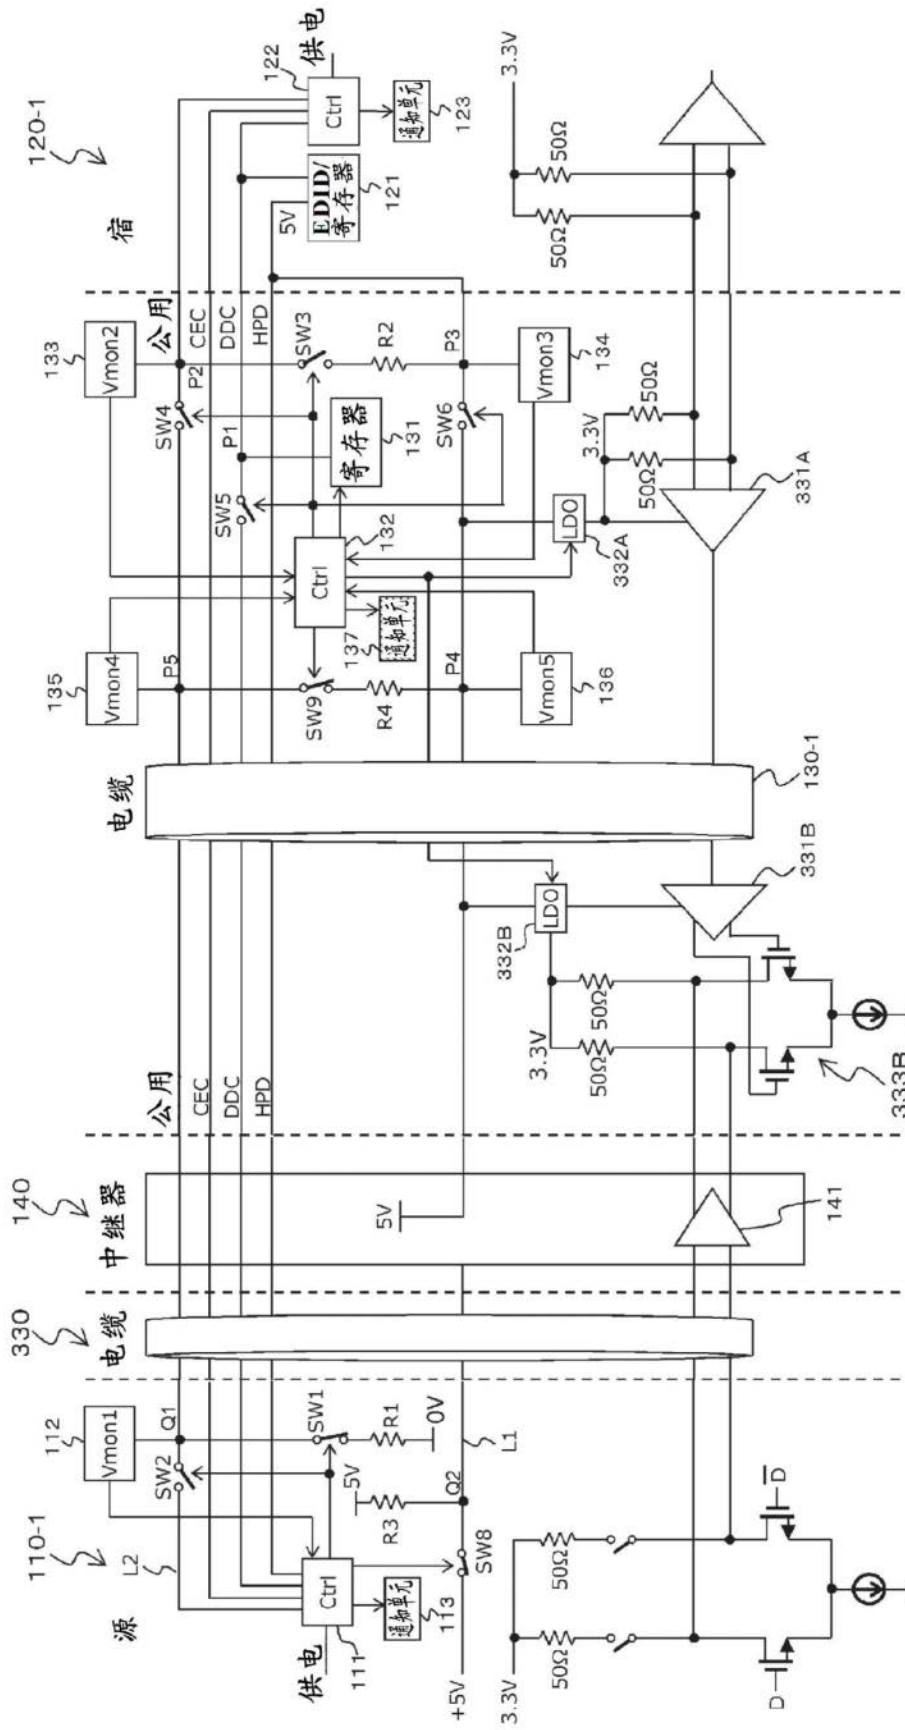 110-1
源
330
电缆
140
中继器
公用
电缆
公用
宿
120-1
供电
111
Ctrl
113
通知单元
L2
112
Vmon1
SW2
Q1
SW1
R1
0V
5V
R3
Q2
L1
SW8
+5V
3.3V
50Ω
50Ω
D
D̅
5V
141
CEC
DDC
HPD
3.3V
50Ω
50Ω
332B
LDO
331B
333B
130-1
135
Vmon4
P5
SW9
R4
P4
Vmon5
136
137
通知单元
Ctrl
132
SW5
P1
寄存器
131
133
Vmon2
SW4
P2
SW3
R2
P3
SW6
Vmon3
134
CEC
DDC
HPD
LDO
332A
3.3V
50Ω
50Ω
331A
5V
EDID/
寄存器
121
122
Ctrl
供电
通知单元
123
3.3V
50Ω
50Ω